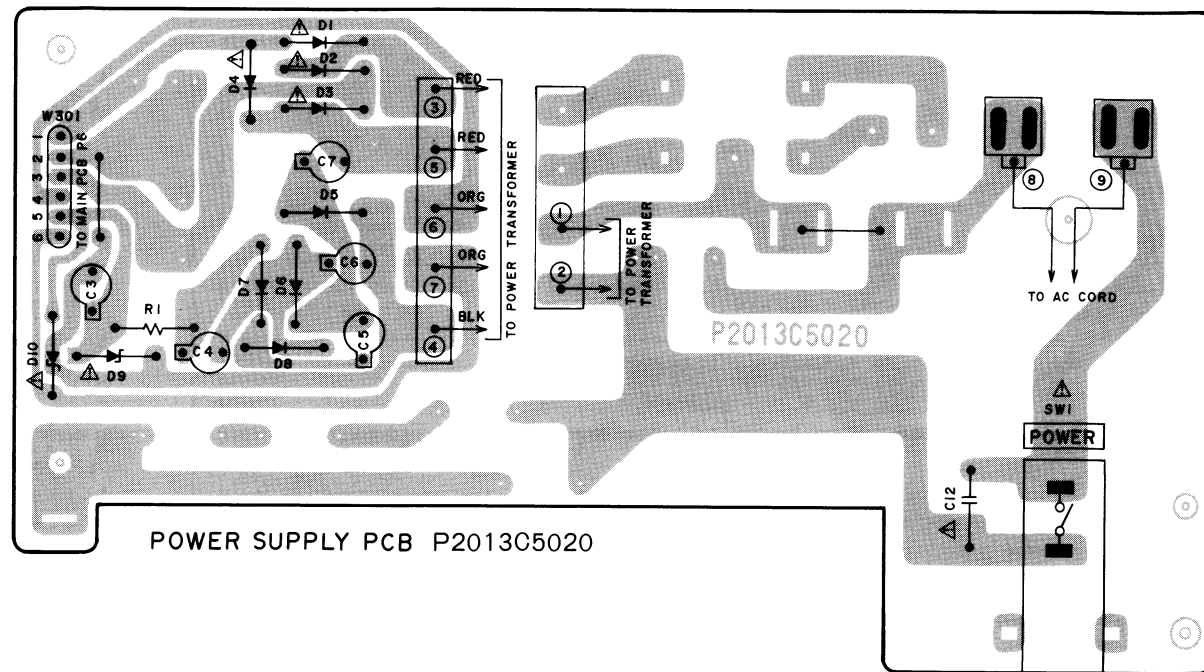 D1
D2
D3
D4
W301
1
2
3
4
5
6
TO MAIN PCB P6
C7
D5
C6
D7
D6
C3
R1
C4
C5
D8
D10
D9
RED
3
RED
5
ORG
6
ORG
7
BLK
4
TO POWER TRANSFORMER
1
2
TO POWER
TRANSFORMER
P2013C5020
8
9
TO AC CORD
SW1
POWER
C12
POWER SUPPLY PCB P2013C5020